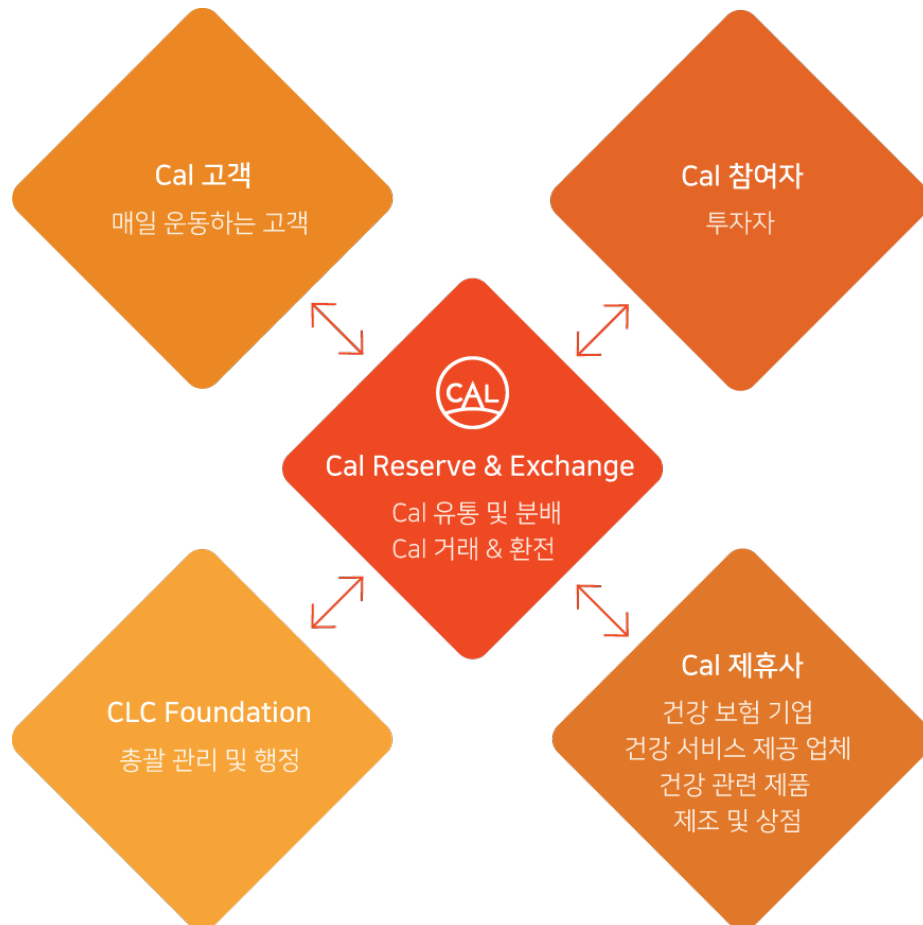 Cal 고객
매일 운동하는 고객
Cal 참여자
투자자
CAL
Cal Reserve & Exchange
Cal 유통 및 분배
Cal 거래 & 환전
CLC Foundation
총괄 관리 및 행정
Cal 제휴사
건강 보험 기업
건강 서비스 제공 업체
건강 관련 제품
제조 및 상점